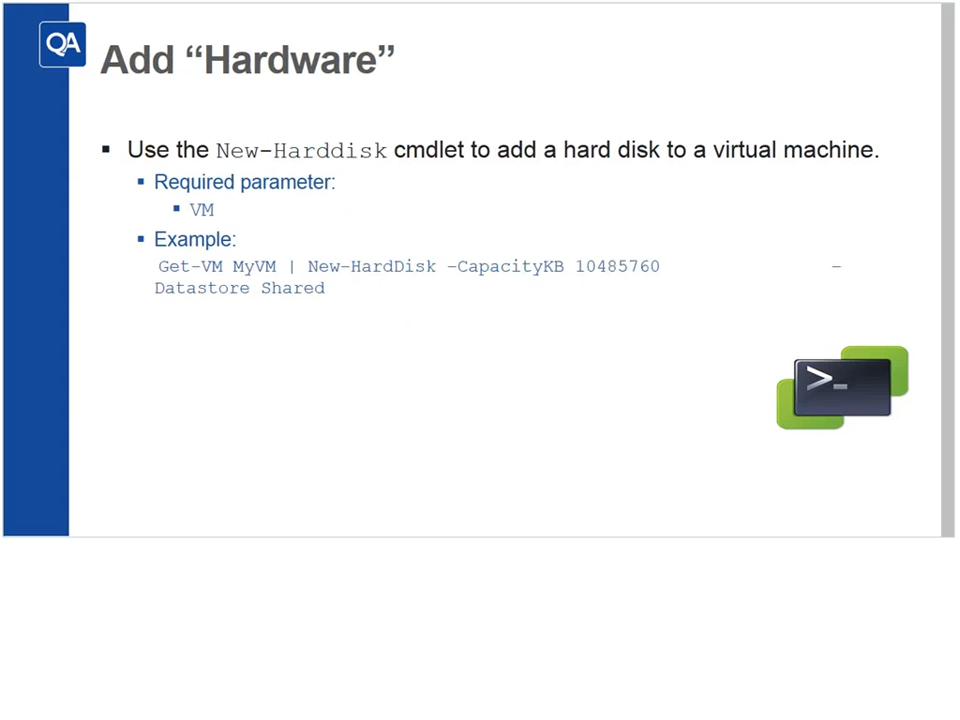 QA
Add “Hardware”
▪ Use the New-Harddisk cmdlet to add a hard disk to a virtual machine.
▪ Required parameter:
▪ VM
▪ Example:
Get-VM MyVM | New-HardDisk –CapacityKB 10485760 –
Datastore Shared
>_